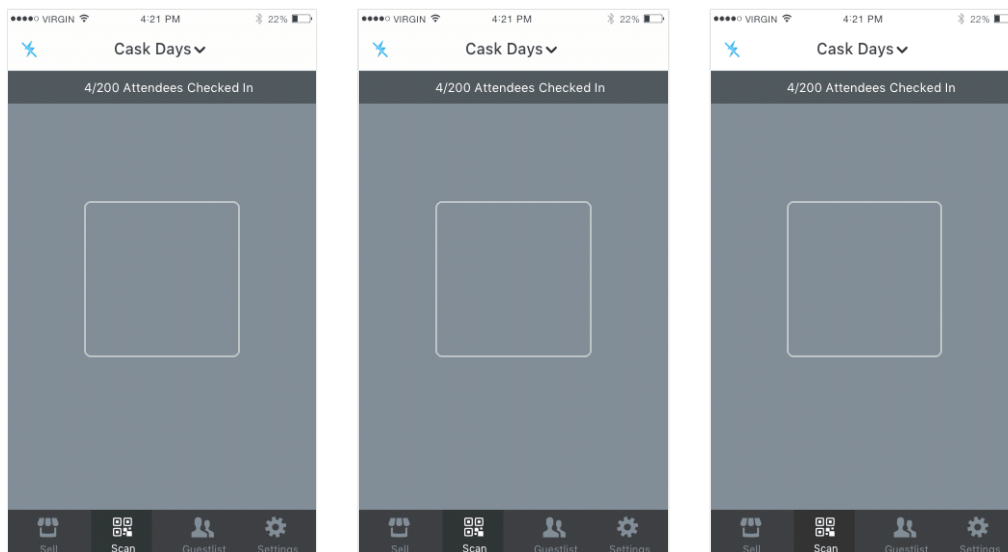 VIRGIN 4:21 PM 22%
Cask Days
4/200 Attendees Checked In
Sell Scan Guestlist Settings
VIRGIN 4:21 PM 22%
Cask Days
4/200 Attendees Checked In
Sell Scan Guestlist Settings
VIRGIN 4:21 PM 22%
Cask Days
4/200 Attendees Checked In
Sell Scan Guestlist Settings